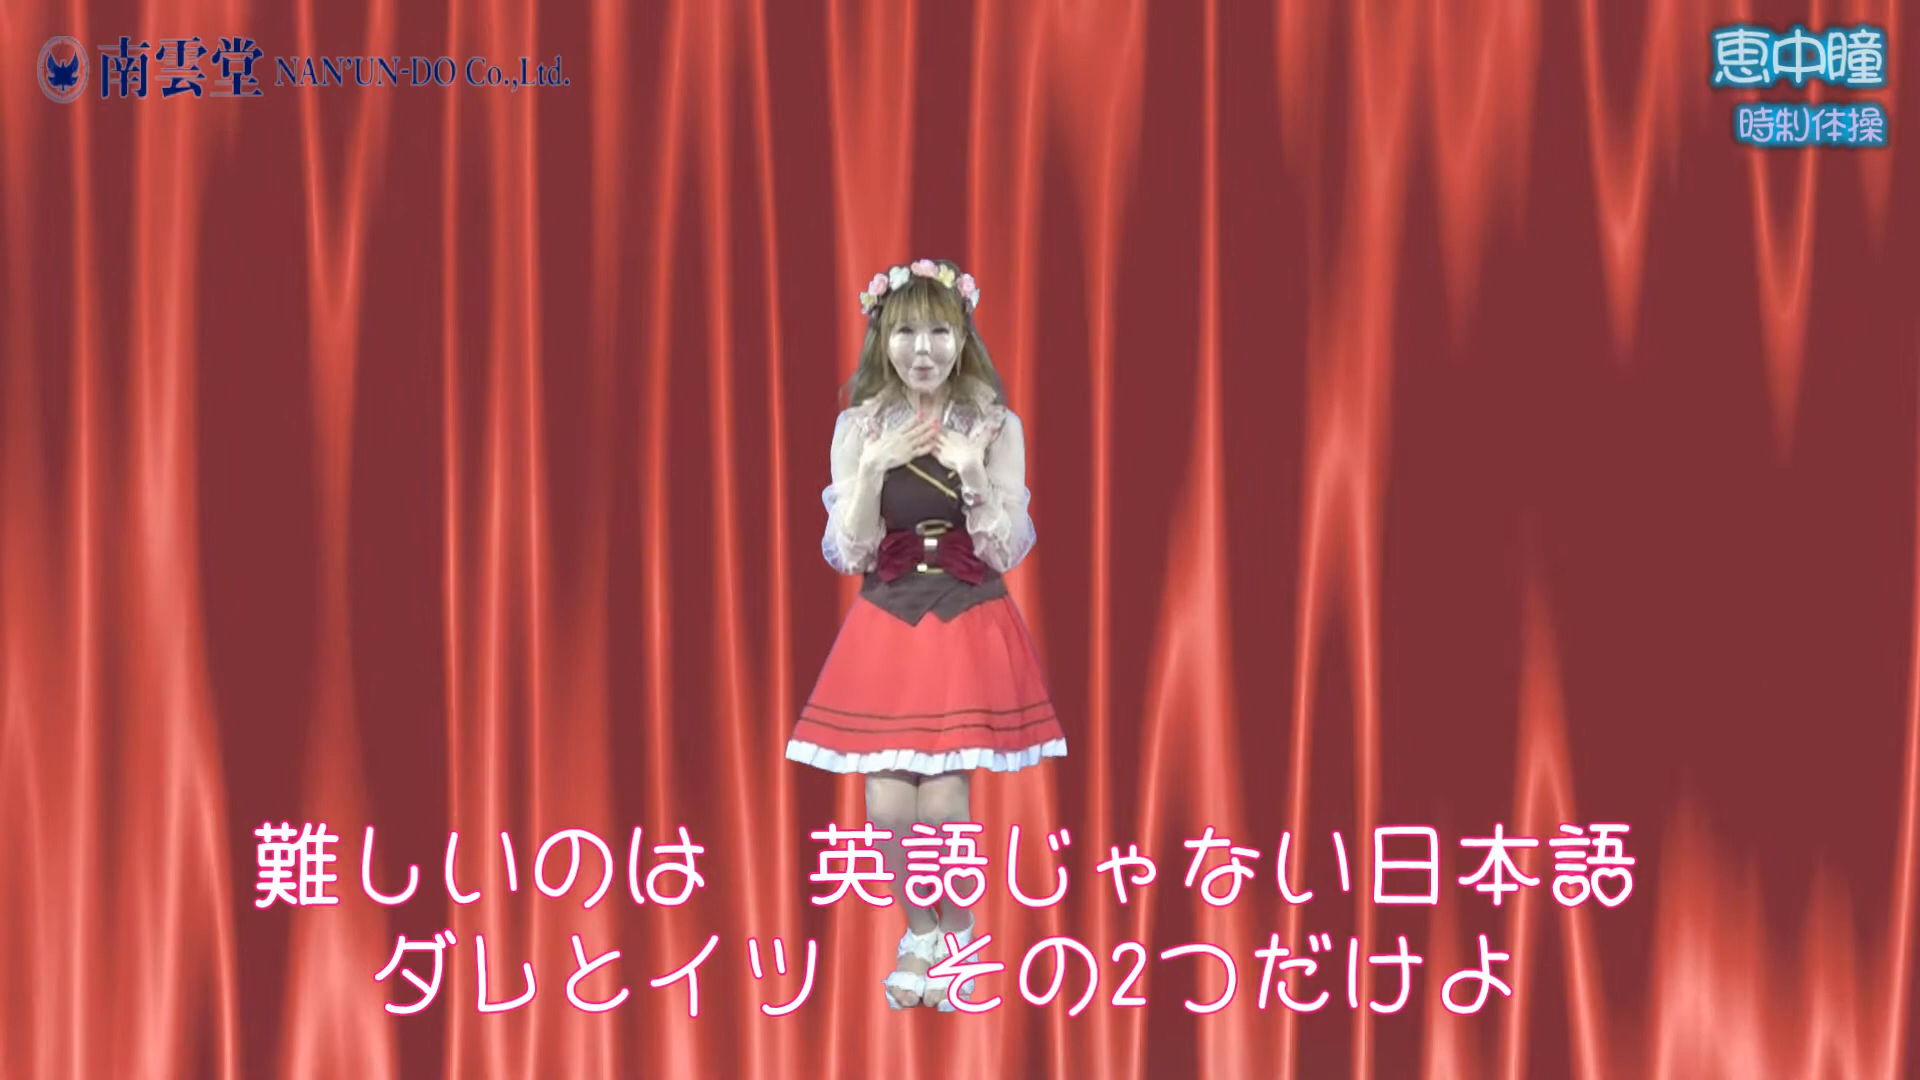 南雲堂 NAN'UN-DO Co.,Ltd.
恵中瞳
時制体操
難しいのは　英語じゃない日本語
ダレとイツ　その2つだけよ